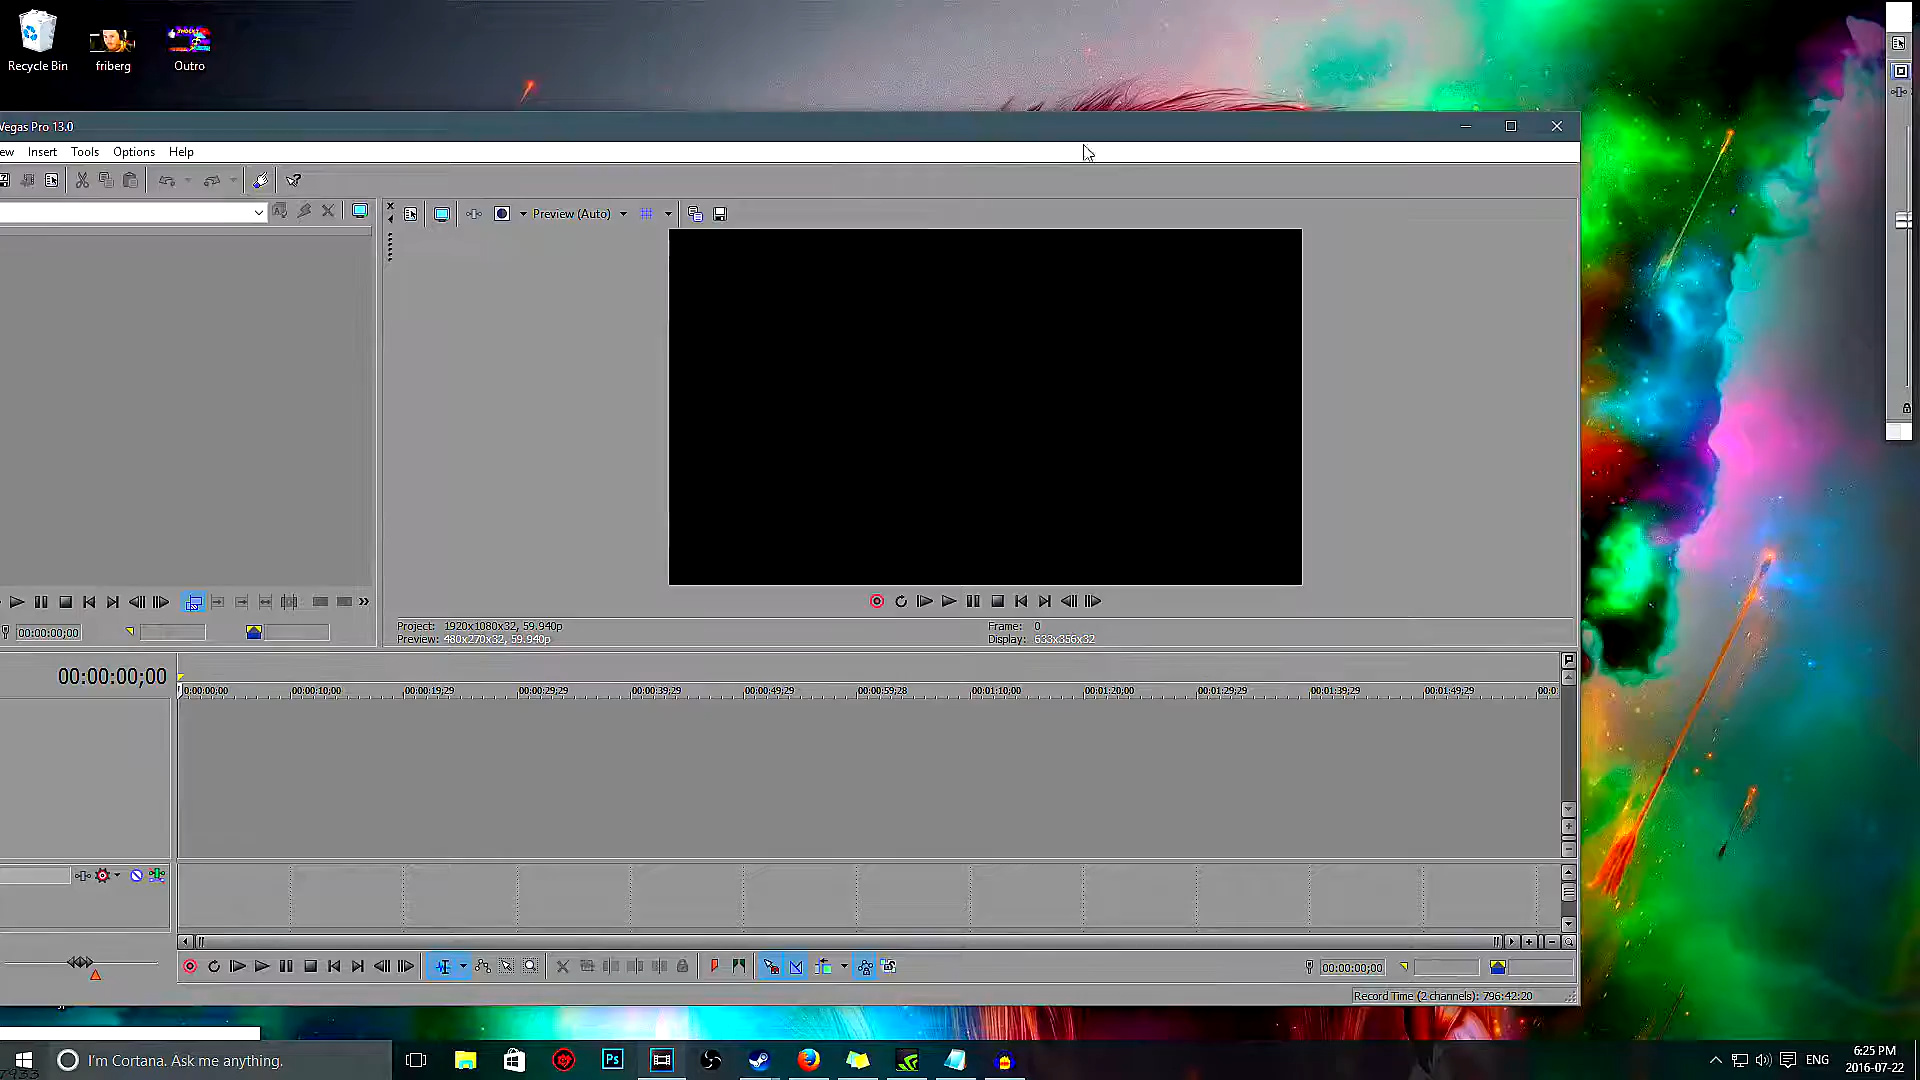 Recycle Bin
friberg
Outro
Vegas Pro 13.0
ew Insert Tools Options Help
Preview (Auto)
00:00:00;00
Project: 1920x1080x32, 59.940p
Preview: 480x270x32, 59.940p
Frame: 0
Display: 633x356x32
00:00:00;00
00:00:00;00 00:00:10;00 00:00:19;29 00:00:29;29 00:00:39;29 00:00:49;29 00:00:59;28 00:01:10;00 00:01:20;00 00:01:29;29 00:01:39;29 00:01:49;29 00:0
00:00:00;00
Record Time (2 channels): 796:42:20
I'm Cortana. Ask me anything.
Ps
ENG
6:25 PM
2016-07-22